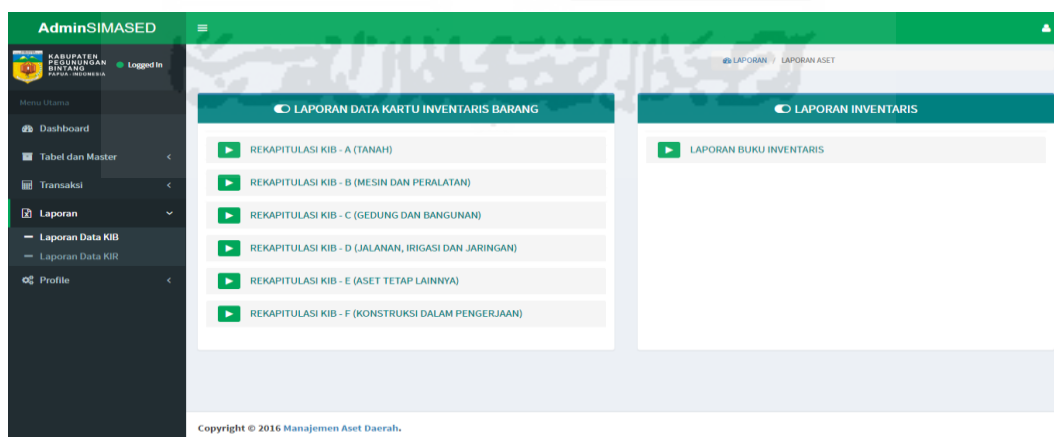 AdminSIMASED
KABUPATEN
PEGUNUNGAN
BINTANG
PAPUA - INDONESIA
Logged In
Menu Utama
Dashboard
Tabel dan Master
Transaksi
Laporan
Laporan Data KIB
Laporan Data KIR
Profile
LAPORAN / LAPORAN ASET
LAPORAN DATA KARTU INVENTARIS BARANG
REKAPITULASI KIB - A (TANAH)
REKAPITULASI KIB - B (MESIN DAN PERALATAN)
REKAPITULASI KIB - C (GEDUNG DAN BANGUNAN)
REKAPITULASI KIB - D (JALANAN, IRIGASI DAN JARINGAN)
REKAPITULASI KIB - E (ASET TETAP LAINNYA)
REKAPITULASI KIB - F (KONSTRUKSI DALAM PENGERJAAN)
LAPORAN INVENTARIS
LAPORAN BUKU INVENTARIS
Copyright © 2016 Manajemen Aset Daerah.